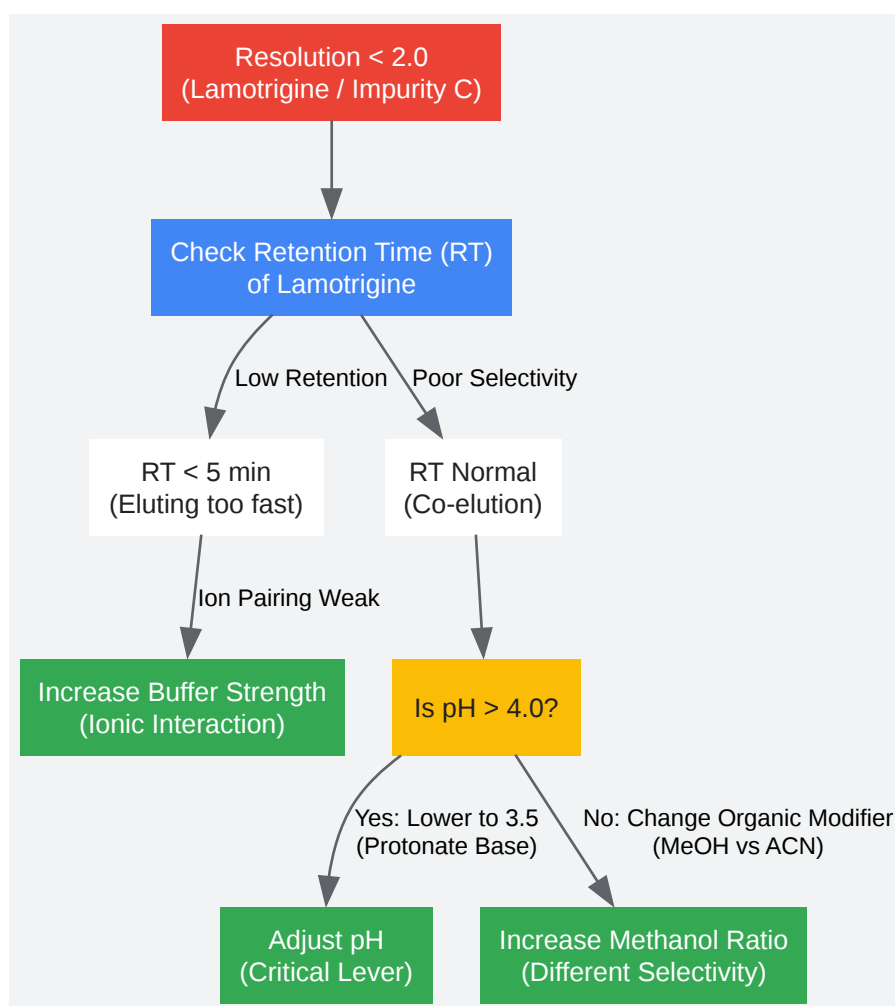 Resolution < 2.0
(Lamotrigine / Impurity C)
Check Retention Time (RT)
of Lamotrigine
Low Retention
Poor Selectivity
RT < 5 min
(Eluting too fast)
RT Normal
(Co-elution)
Ion Pairing Weak
Increase Buffer Strength
(Ionic Interaction)
Is pH > 4.0?
Yes: Lower to 3.5
(Protonate Base)
No: Change Organic Modifier
(MeOH vs ACN)
Adjust pH
(Critical Lever)
Increase Methanol Ratio
(Different Selectivity)